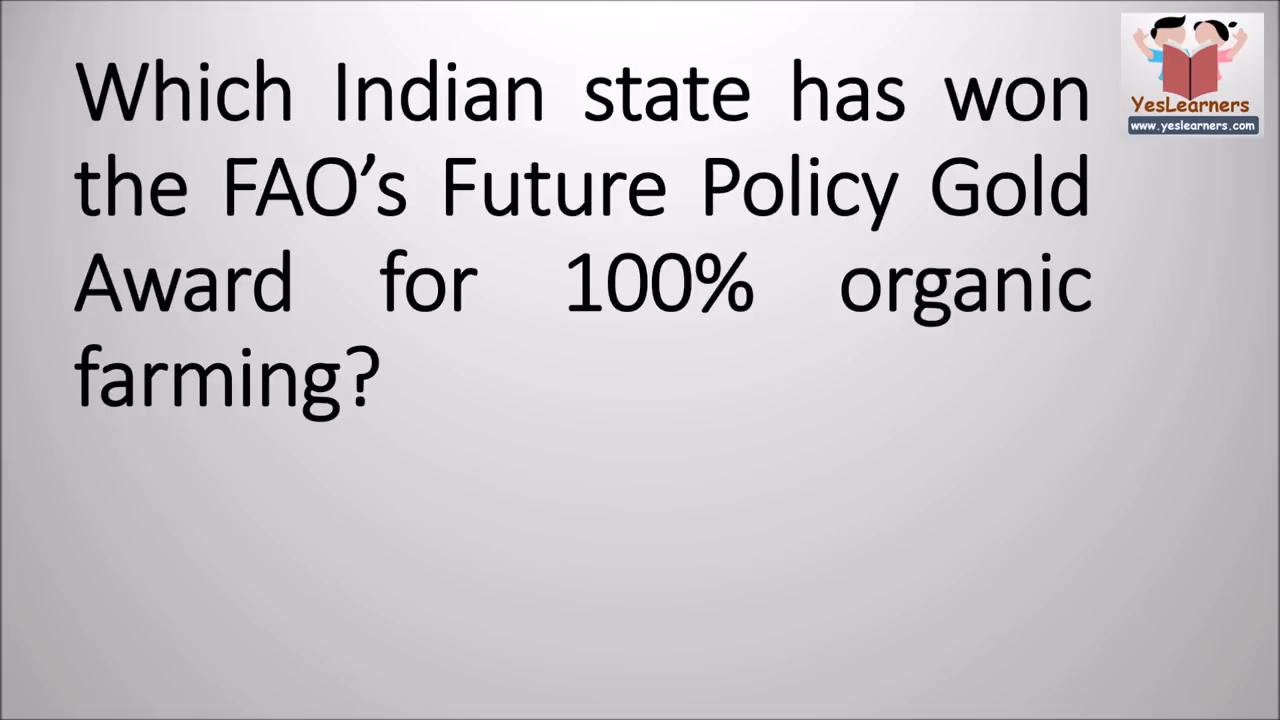 Which Indian state has won
the FAO’s Future Policy Gold
Award for 100% organic
farming?
YesLearners
www.yeslearners.com